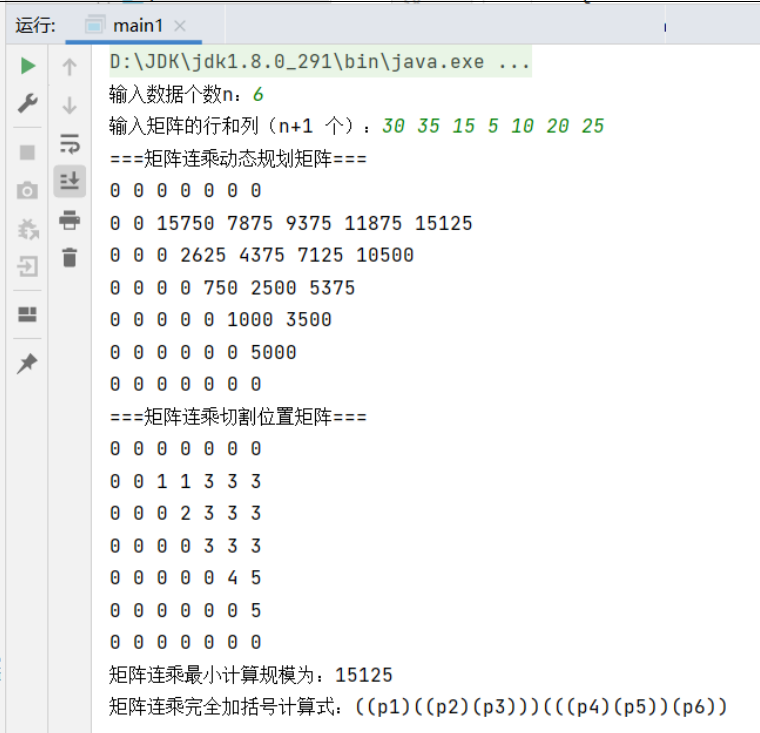 运行: main1
D:\JDK\jdk1.8.0_291\bin\java.exe ...
输入数据个数n：6
输入矩阵的行和列（n+1 个）：30 35 15 5 10 20 25
===矩阵连乘动态规划矩阵===
0 0 0 0 0 0 0
0 0 15750 7875 9375 11875 15125
0 0 0 2625 4375 7125 10500
0 0 0 0 750 2500 5375
0 0 0 0 0 1000 3500
0 0 0 0 0 0 5000
0 0 0 0 0 0 0
===矩阵连乘切割位置矩阵===
0 0 0 0 0 0 0
0 0 1 1 3 3 3
0 0 0 2 3 3 3
0 0 0 0 3 3 3
0 0 0 0 0 4 5
0 0 0 0 0 0 5
0 0 0 0 0 0 0
矩阵连乘最小计算规模为：15125
矩阵连乘完全加括号计算式：((p1)((p2)(p3)))(((p4)(p5))(p6))